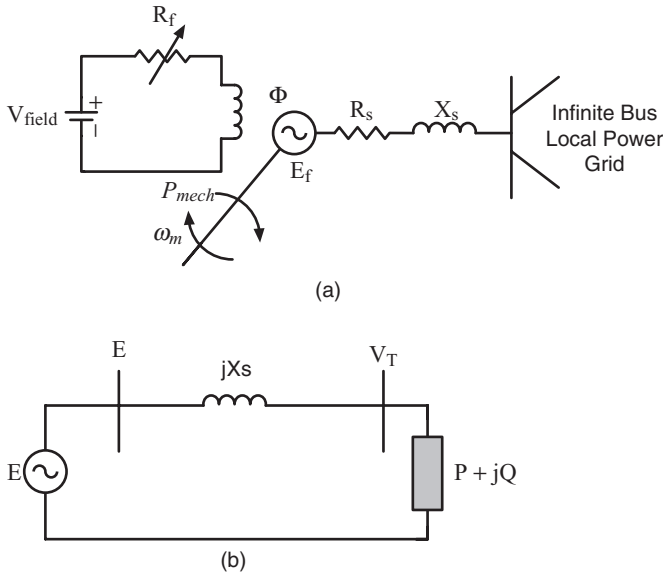 R_f
V_field
+
−
Φ
E_f
R_s
X_s
Infinite Bus
Local Power
Grid
P_mech
ω_m
(a)
E
jXs
V_T
E
P + jQ
(b)